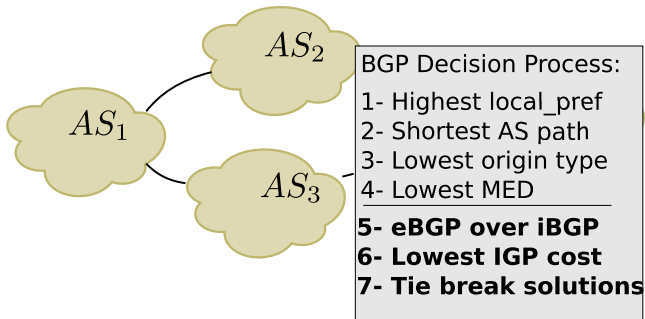 AS₂
BGP Decision Process:
1- Highest local_pref
AS₁
2- Shortest AS path
3- Lowest origin type
AS₃
4- Lowest MED
5- eBGP over iBGP
6- Lowest IGP cost
7- Tie break solutions